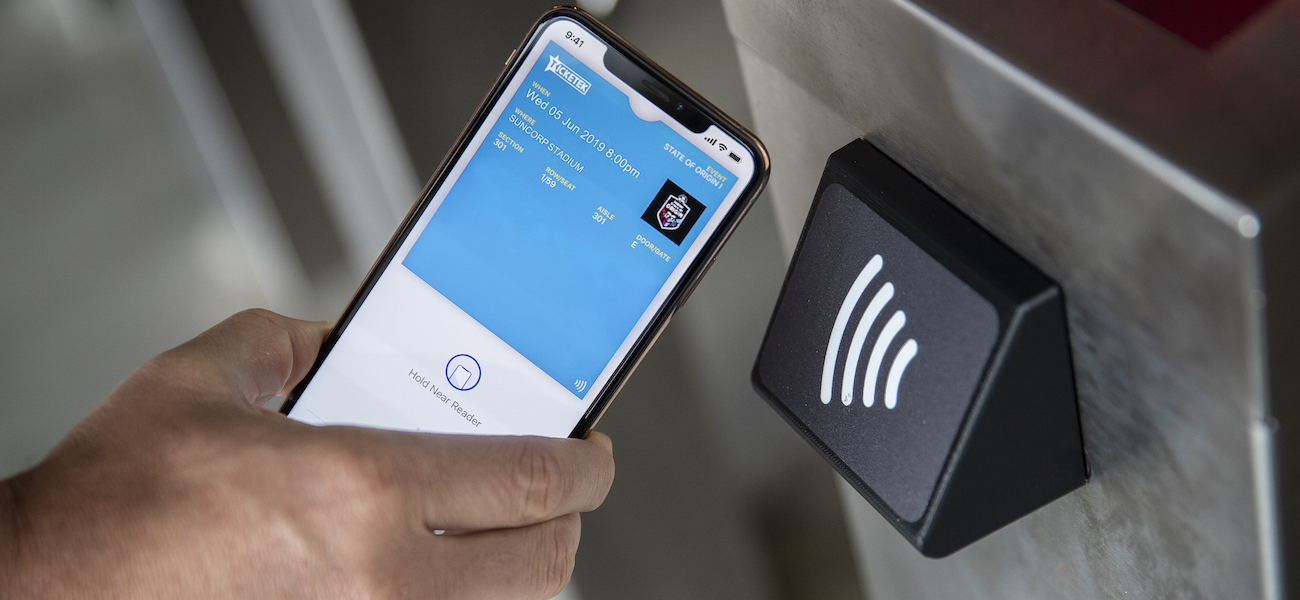 9:41
TICKETEK
EVENT
STATE OF ORIGIN I
WHEN
Wed 05 Jun 2019 8:00pm
WHERE
SUNCORP STADIUM
SECTION
301
ROW/SEAT
1/59
AISLE
301
DOOR/GATE
E
ORIGIN
Hold Near Reader